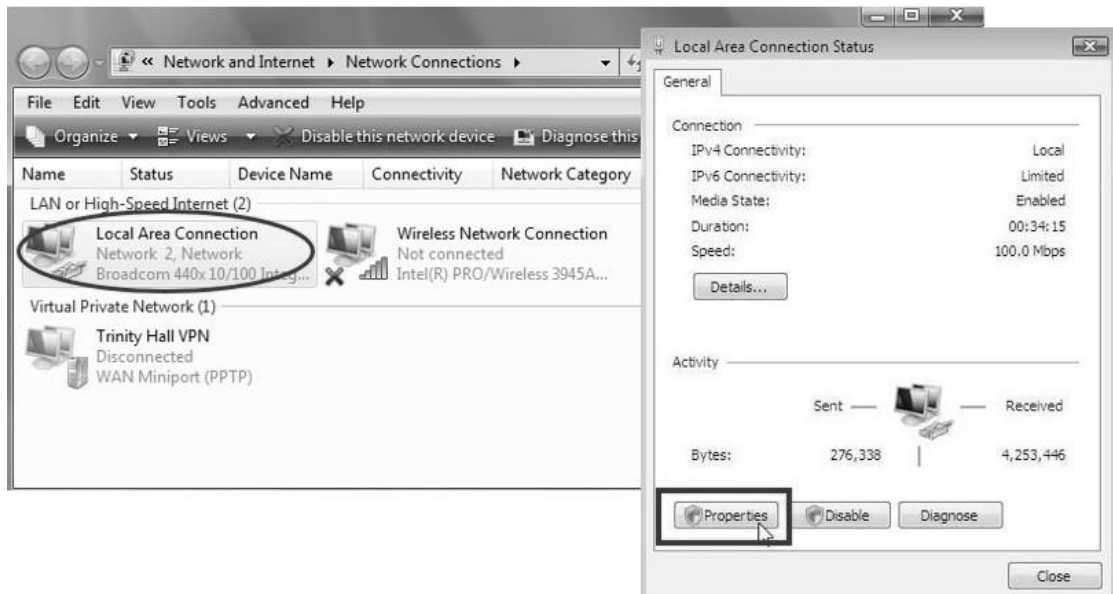 « Network and Internet ▸ Network Connections ▸
File Edit View Tools Advanced Help
Organize Views Disable this network device Diagnose this
Name Status Device Name Connectivity Network Category
LAN or High-Speed Internet (2)
Local Area Connection
Network 2, Network
Broadcom 440x 10/100 Integ...
Wireless Network Connection
Not connected
Intel(R) PRO/Wireless 3945A...
Virtual Private Network (1)
Trinity Hall VPN
Disconnected
WAN Miniport (PPTP)
Local Area Connection Status
General
Connection
IPv4 Connectivity: Local
IPv6 Connectivity: Limited
Media State: Enabled
Duration: 00:34:15
Speed: 100.0 Mbps
Details...
Activity
Sent — — Received
Bytes: 276,338 | 4,253,446
Properties Disable Diagnose
Close